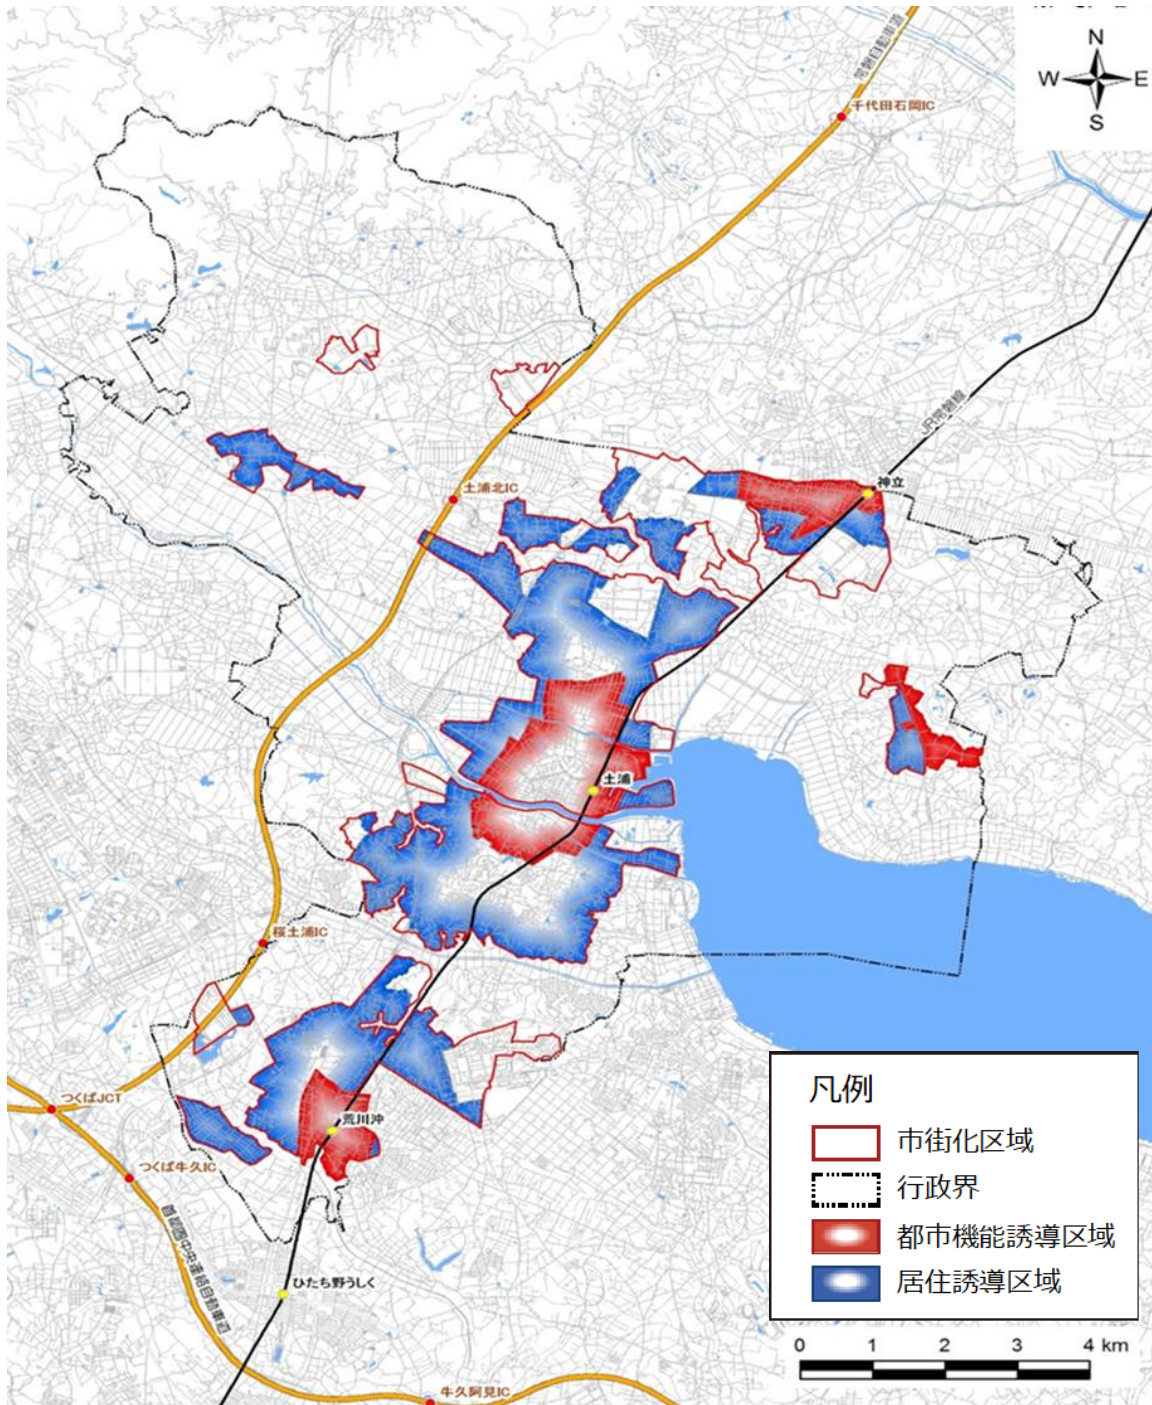 N
W
E
S
常磐自動車道
千代田石岡IC
JR常磐線
土浦北IC
神立
土浦
桜土浦IC
つくばJCT
荒川沖
つくば牛久IC
首都圏中央連絡自動車道
ひたち野うしく
牛久阿見IC
凡例
市街化区域
行政界
都市機能誘導区域
居住誘導区域
0 1 2 3 4 km